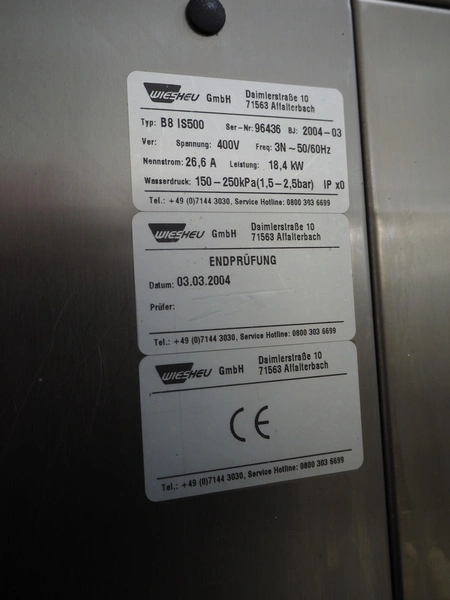 WIESHEU GmbH Daimlerstraße 10
71563 Affalterbach
Typ: B8 IS500 Ser-Nr: 96436 BJ: 2004-03
Ver: Spannung: 400V Freq: 3N~50/60Hz
Nennstrom: 26,6 A Leistung: 18,4 kW
Wasserdruck: 150-250kPa(1,5-2,5bar) IP x0
Tel.: +49 (0)7144 3030, Service Hotline: 0800 303 6699
WIESHEU GmbH Daimlerstraße 10
71563 Affalterbach
ENDPRÜFUNG
Datum: 03.03.2004
Prüfer:
Tel.: +49 (0)7144 3030, Service Hotline: 0800 303 6699
WIESHEU GmbH Daimlerstraße 10
71563 Affalterbach
CE
Tel.: +49 (0)7144 3030, Service Hotline: 0800 303 6699